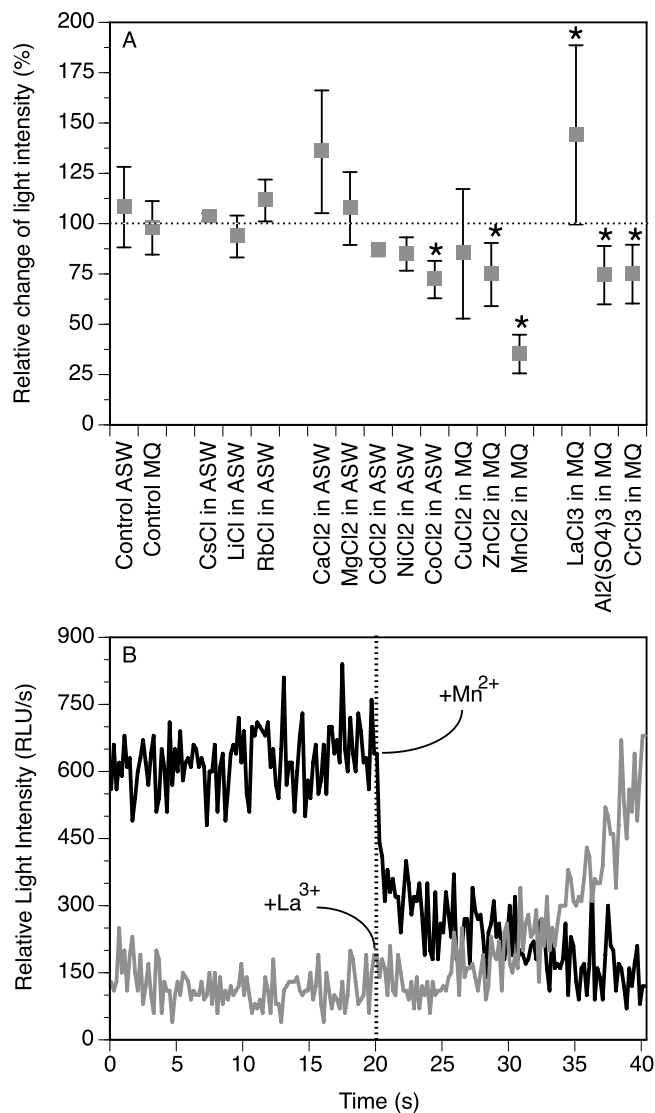 A
Relative change of light intensity (%)
200
175
150
125
100
75
50
25
0
* * * * * * *
Control ASW
Control MQ
CsCl in ASW
LiCl in ASW
RbCl in ASW
CaCl2 in ASW
MgCl2 in ASW
CdCl2 in ASW
NiCl2 in ASW
CoCl2 in ASW
CuCl2 in MQ
ZnCl2 in MQ
MnCl2 in MQ
LaCl3 in MQ
Al2(SO4)3 in MQ
CrCl3 in MQ
B
Relative Light Intensity (RLU/s)
900
750
600
450
300
150
0
+Mn2+
+La3+
0 5 10 15 20 25 30 35 40
Time (s)